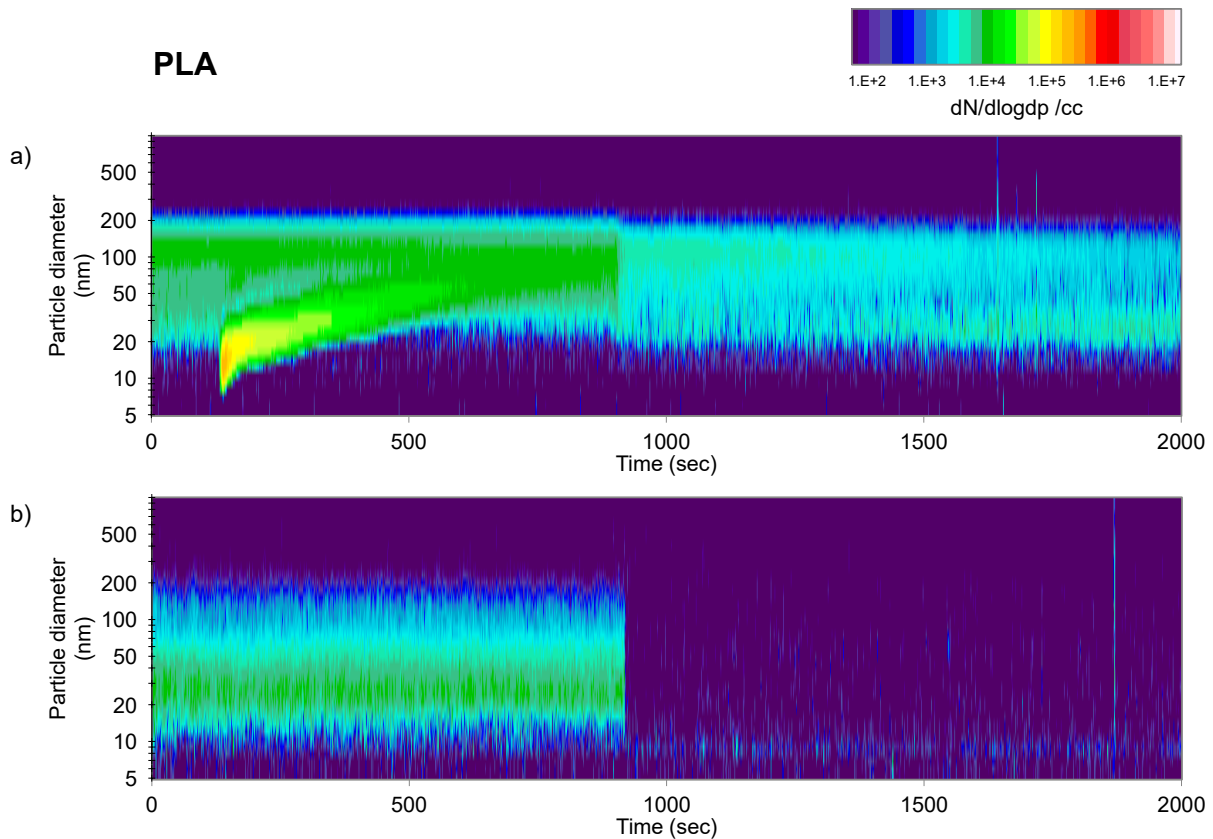 PLA
1.E+2 1.E+3 1.E+4 1.E+5 1.E+6 1.E+7
dN/dlogdp /cc
a)
Particle diameter
(nm)
500
200
100
50
20
10
5
0 500 1000 1500 2000
Time (sec)
b)
Particle diameter
(nm)
500
200
100
50
20
10
5
0 500 1000 1500 2000
Time (sec)